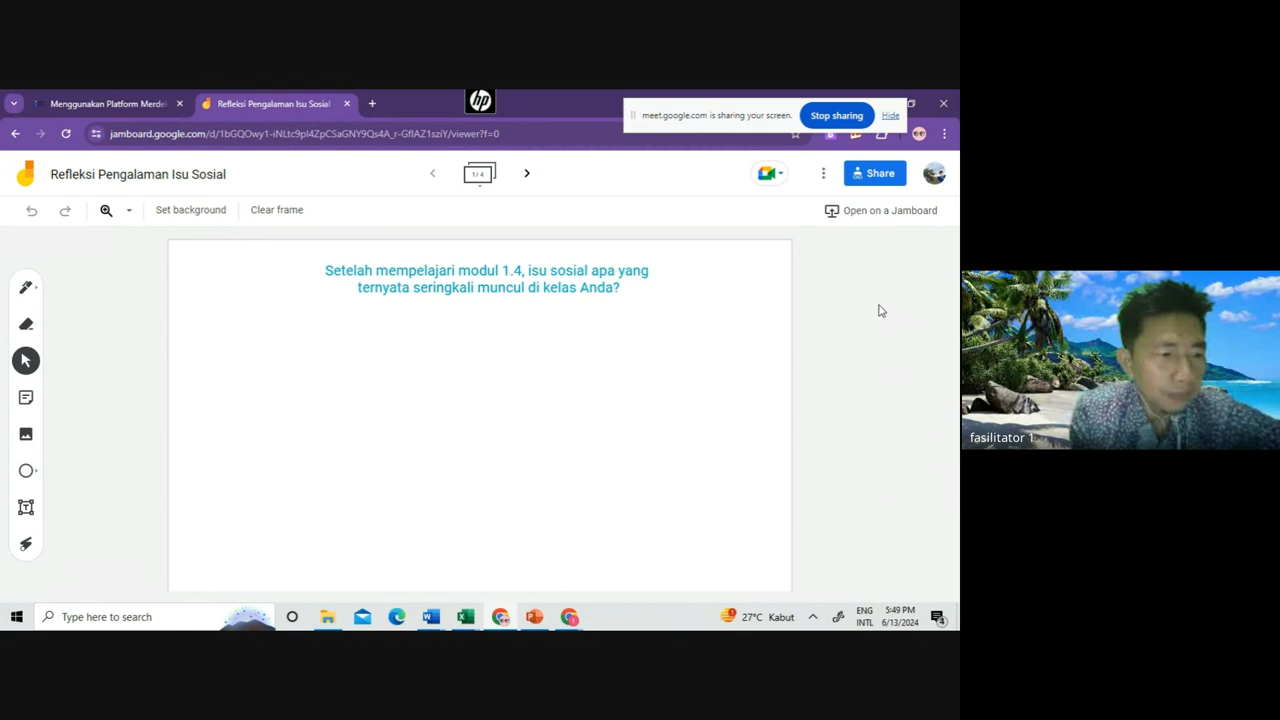 Menggunakan Platform Merde
Refleksi Pengalaman Isu Sosial
hp
meet.google.com is sharing your screen.
Stop sharing
Hide
jamboard.google.com/d/1bGQOwy1-iNLtc9pI4ZpCSaGNY9Qs4A_r-GfIAZ1sziY/viewer?f=0
Refleksi Pengalaman Isu Sosial
1/4
Share
Set background
Clear frame
Open on a Jamboard
Setelah mempelajari modul 1.4, isu sosial apa yang
ternyata seringkali muncul di kelas Anda?
fasilitator 1
Type here to search
27°C Kabut
ENG
INTL
5:49 PM
6/13/2024
4